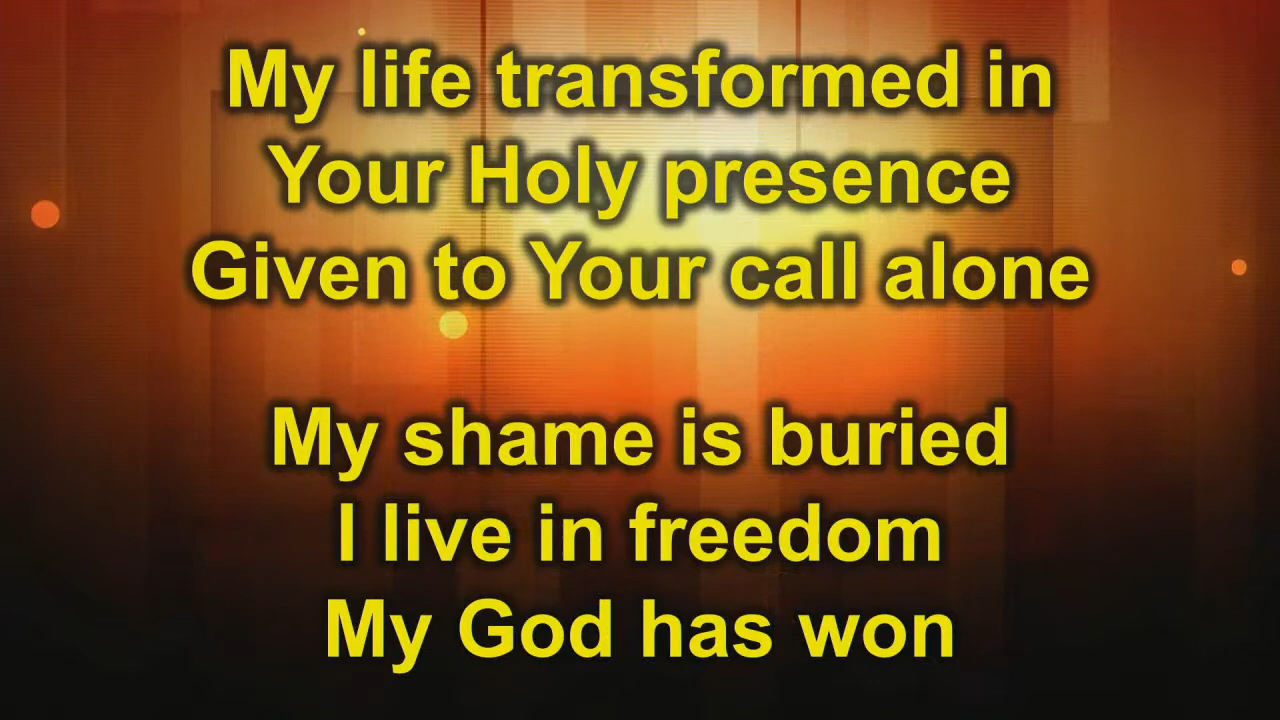 My life transformed in
Your Holy presence
Given to Your call alone
My shame is buried
I live in freedom
My God has won